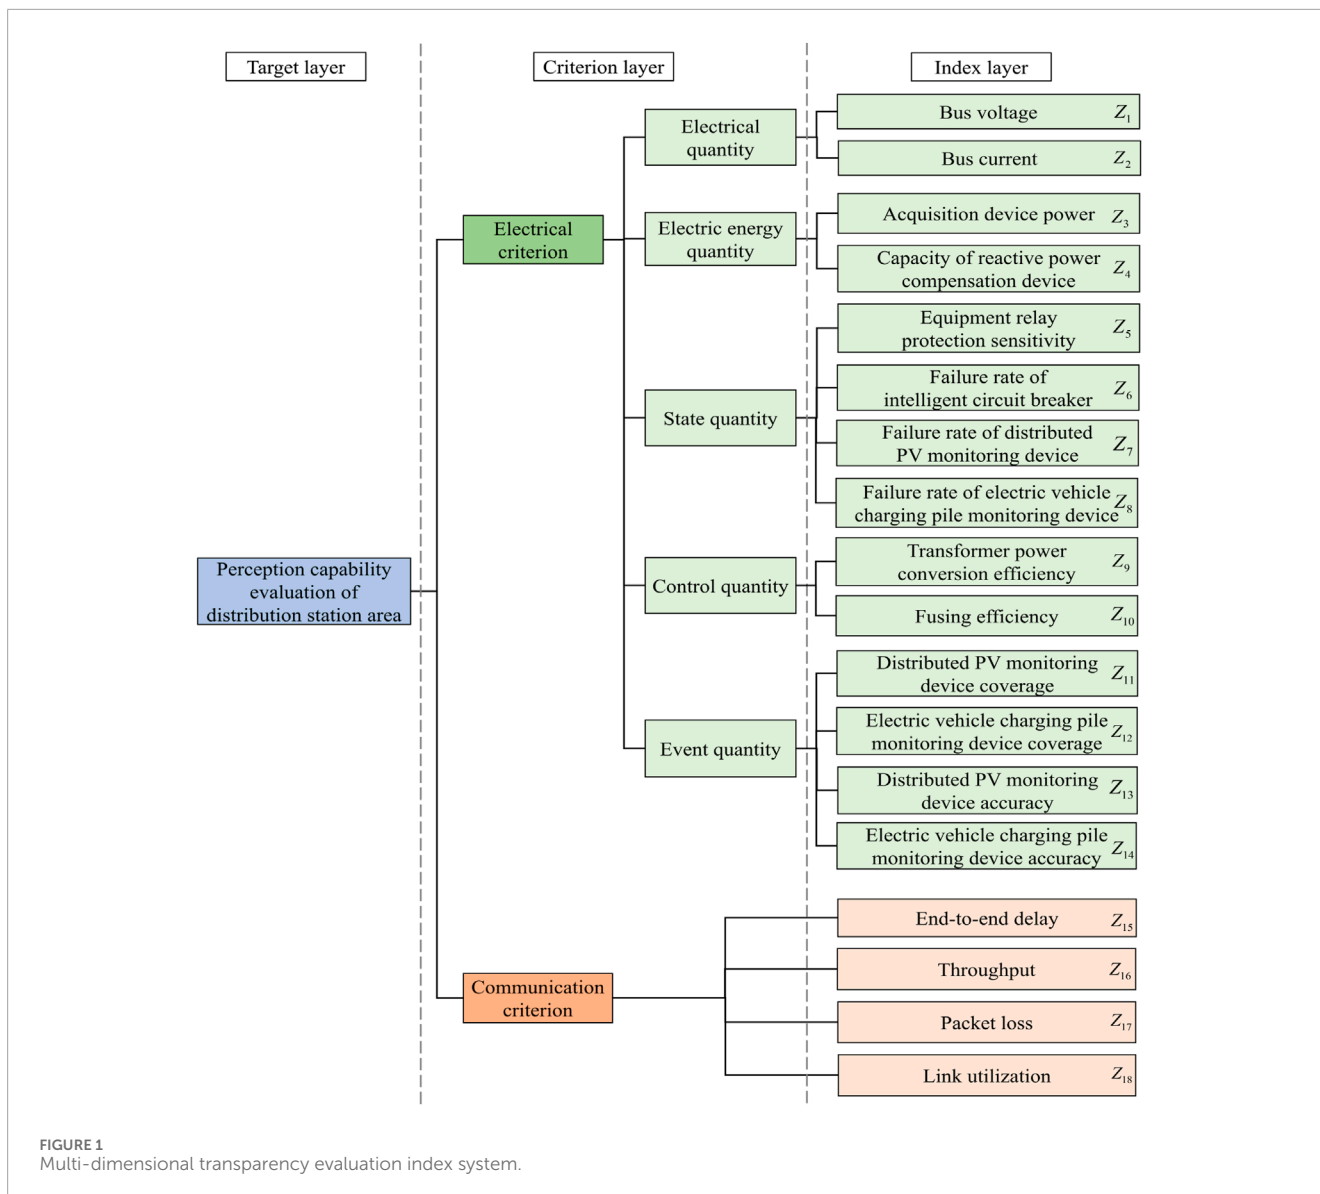 Target layer
Criterion layer
Index layer
Perception capability
evaluation of
distribution station area
Electrical
criterion
Communication
criterion
Electrical
quantity
Electric energy
quantity
State quantity
Control quantity
Event quantity
Bus voltage Z1
Bus current Z2
Acquisition device power Z3
Capacity of reactive power
compensation device Z4
Equipment relay
protection sensitivity Z5
Failure rate of
intelligent circuit breaker Z6
Failure rate of distributed
PV monitoring device Z7
Failure rate of electric vehicle
charging pile monitoring device Z8
Transformer power
conversion efficiency Z9
Fusing efficiency Z10
Distributed PV monitoring
device coverage Z11
Electric vehicle charging pile
monitoring device coverage Z12
Distributed PV monitoring
device accuracy Z13
Electric vehicle charging pile
monitoring device accuracy Z14
End-to-end delay Z15
Throughput Z16
Packet loss Z17
Link utilization Z18
FIGURE 1
Multi-dimensional transparency evaluation index system.